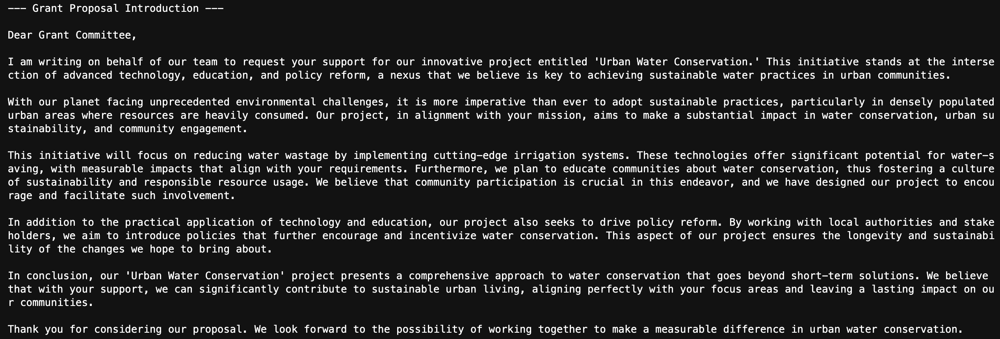 --- Grant Proposal Introduction ---
Dear Grant Committee,
I am writing on behalf of our team to request your support for our innovative project entitled 'Urban Water Conservation.' This initiative stands at the interse
ction of advanced technology, education, and policy reform, a nexus that we believe is key to achieving sustainable water practices in urban communities.
With our planet facing unprecedented environmental challenges, it is more imperative than ever to adopt sustainable practices, particularly in densely populated
urban areas where resources are heavily consumed. Our project, in alignment with your mission, aims to make a substantial impact in water conservation, urban su
stainability, and community engagement.
This initiative will focus on reducing water wastage by implementing cutting-edge irrigation systems. These technologies offer significant potential for water-s
aving, with measurable impacts that align with your requirements. Furthermore, we plan to educate communities about water conservation, thus fostering a culture
of sustainability and responsible resource usage. We believe that community participation is crucial in this endeavor, and we have designed our project to encou
rage and facilitate such involvement.
In addition to the practical application of technology and education, our project also seeks to drive policy reform. By working with local authorities and stake
holders, we aim to introduce policies that further encourage and incentivize water conservation. This aspect of our project ensures the longevity and sustainabi
lity of the changes we hope to bring about.
In conclusion, our 'Urban Water Conservation' project presents a comprehensive approach to water conservation that goes beyond short-term solutions. We believe
that with your support, we can significantly contribute to sustainable urban living, aligning perfectly with your focus areas and leaving a lasting impact on ou
r communities.
Thank you for considering our proposal. We look forward to the possibility of working together to make a measurable difference in urban water conservation.